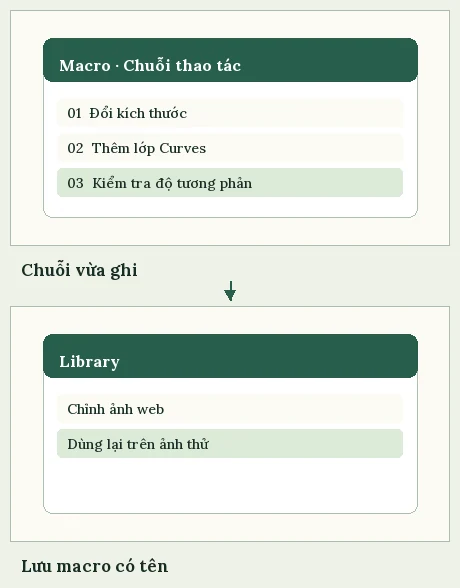 Macro · Chuỗi thao tác
01 Đổi kích thước
02 Thêm lớp Curves
03 Kiểm tra độ tương phản
Chuỗi vừa ghi
Library
Chỉnh ảnh web
Dùng lại trên ảnh thử
Lưu macro có tên